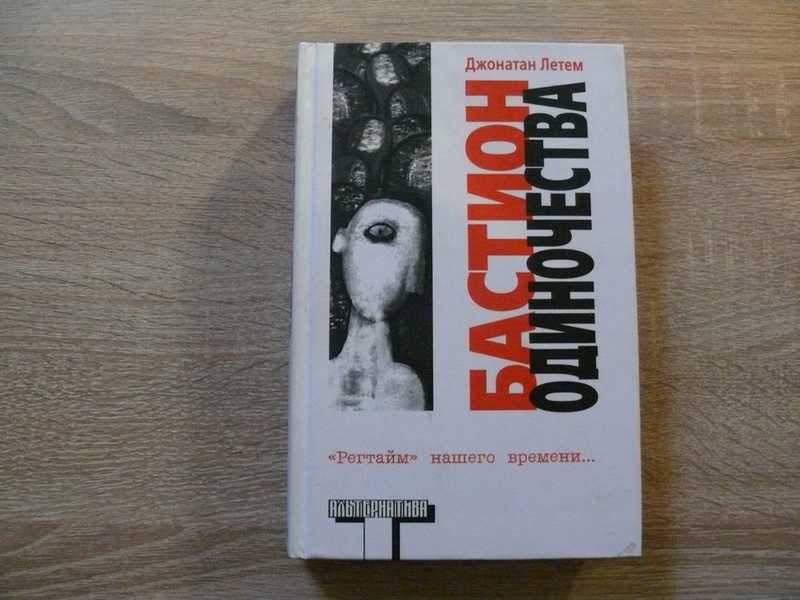 Джонатан Летем
БАСТИОН
ОДИНОЧЕСТВА
«Регтайм» нашего времени...
АЛЬТЕРНАТИВА